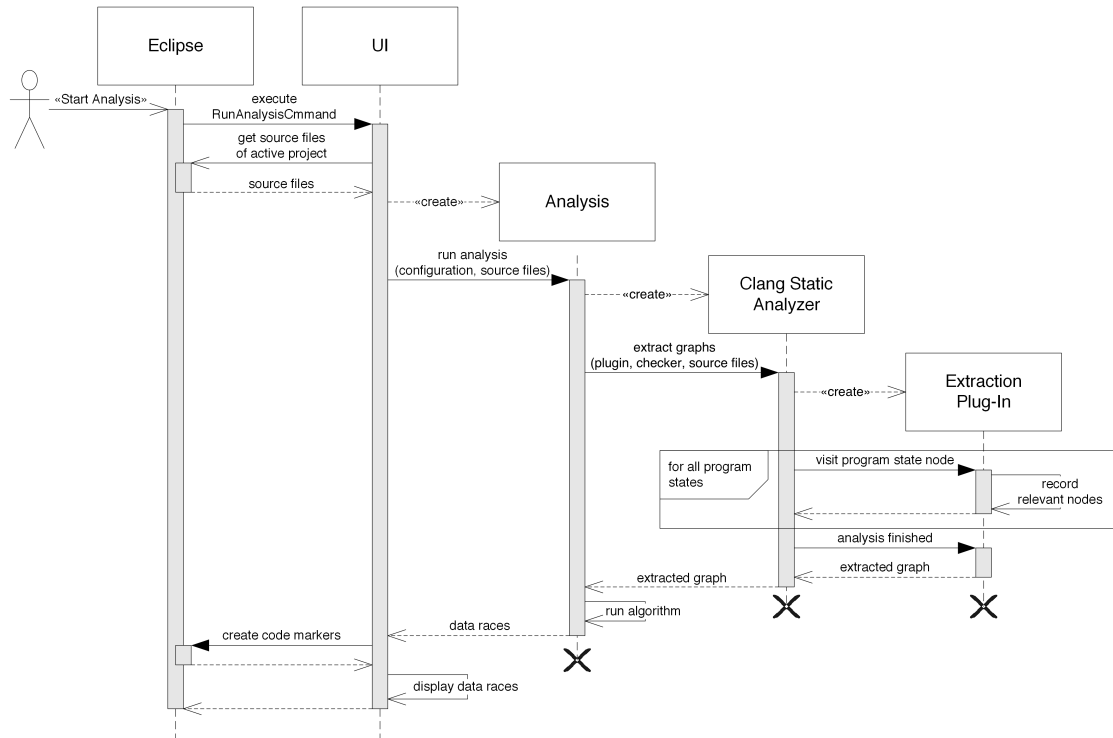 Eclipse
UI
«Start Analysis»
execute
RunAnalysisCmmand
get source files
of active project
source files
«create»
Analysis
run analysis
(configuration, source files)
«create»
Clang Static
Analyzer
extract graphs
(plugin, checker, source files)
«create»
Extraction
Plug-In
for all program
states
visit program state node
record
relevant nodes
analysis finished
extracted graph
extracted graph
run algorithm
data races
create code markers
display data races